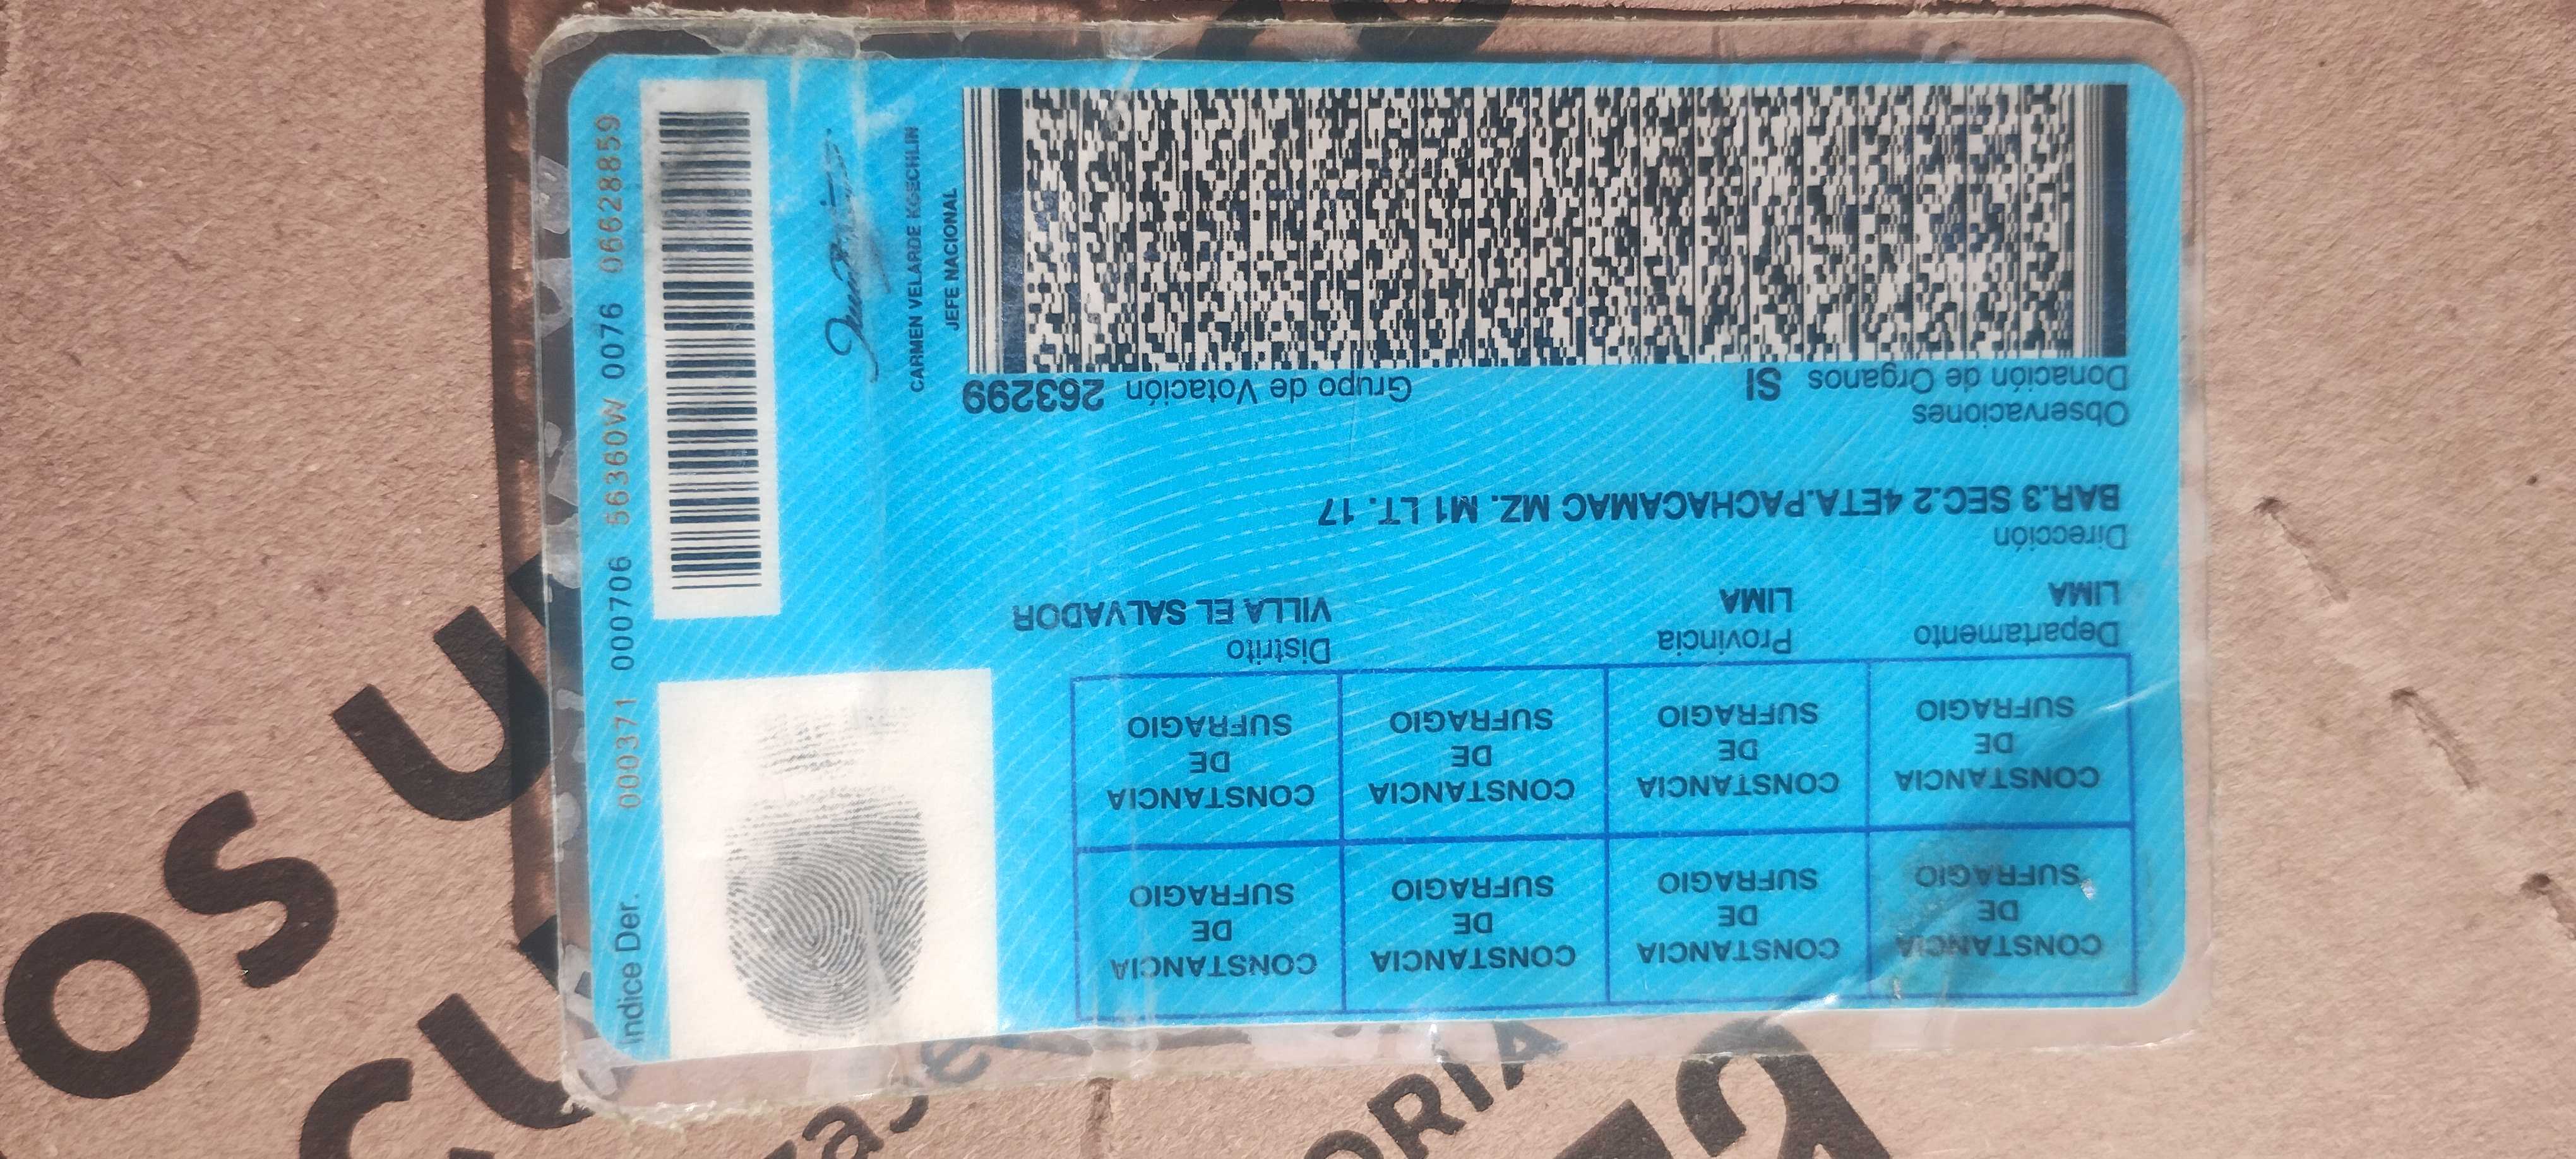 CONSTANCIA DE SUFRAGIO
CONSTANCIA DE SUFRAGIO
CONSTANCIA DE SUFRAGIO
CONSTANCIA DE SUFRAGIO
CONSTANCIA DE SUFRAGIO
CONSTANCIA DE SUFRAGIO
CONSTANCIA DE SUFRAGIO
CONSTANCIA DE SUFRAGIO
Departamento
LIMA
Provincia
LIMA
Distrito
VILLA EL SALVADOR
Dirección
BAR.3 SEC.2 4ETA.PACHACAMAC MZ. M1 LT. 17
Observaciones
Donación de Organos SI
Grupo de Votación 263299
CARMEN VELARDE KOECHLIN
JEFE NACIONAL
Indice Der. 000371 000706 56360W 0076 06628859
OS